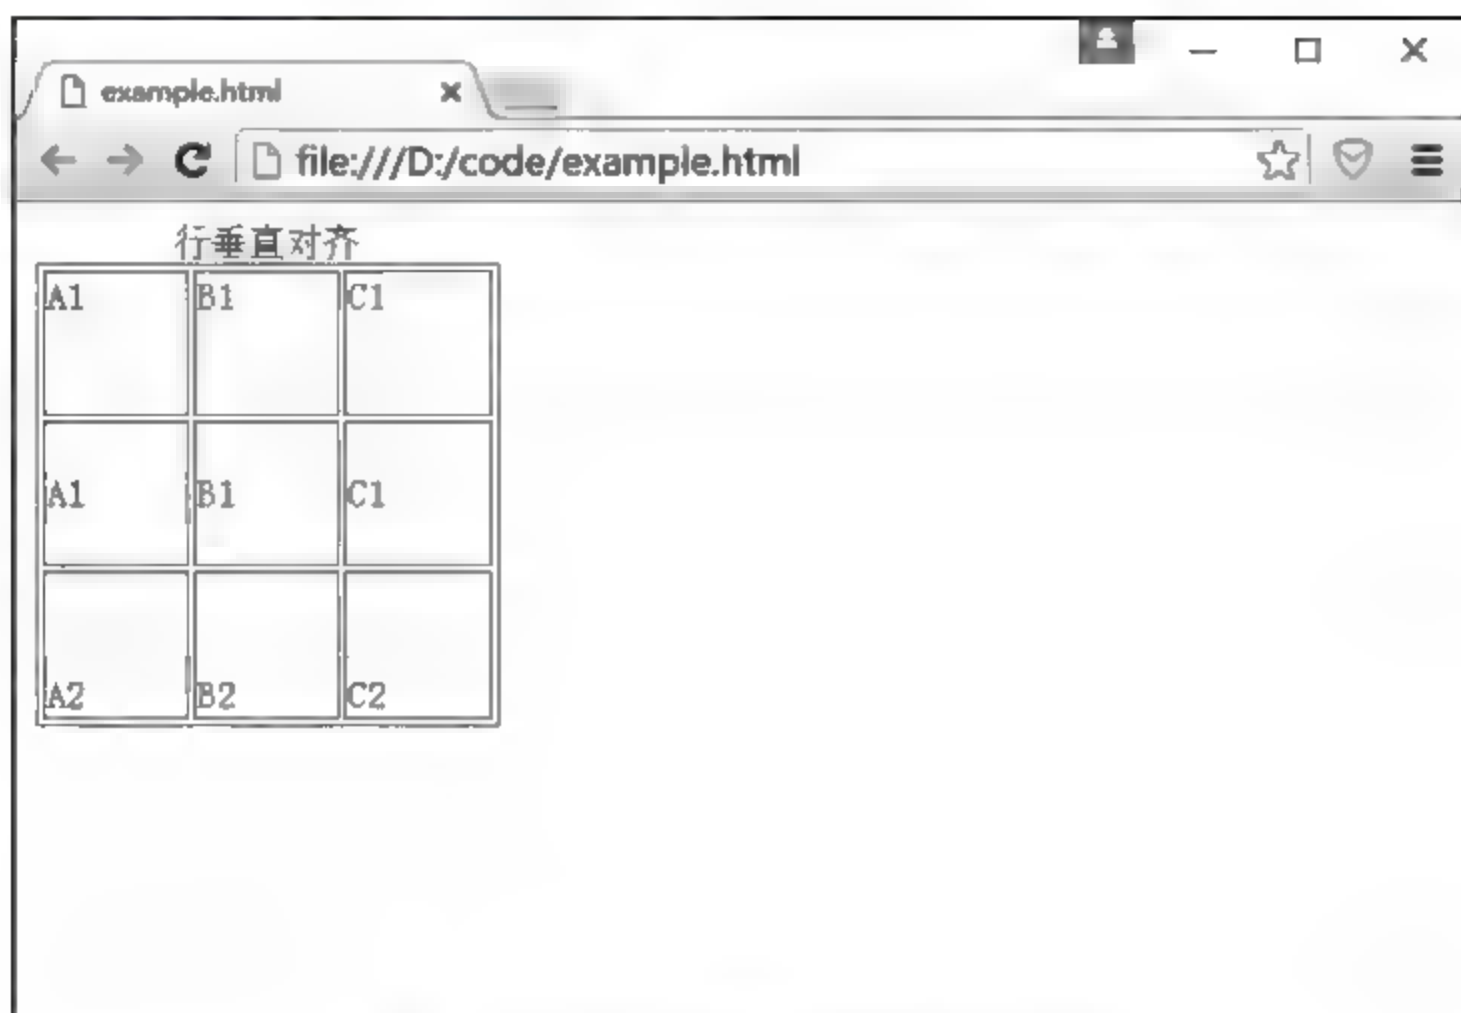 example.html
file:///D:/code/example.html
行垂直对齐
A1 B1 C1
A1 B1 C1
A2 B2 C2